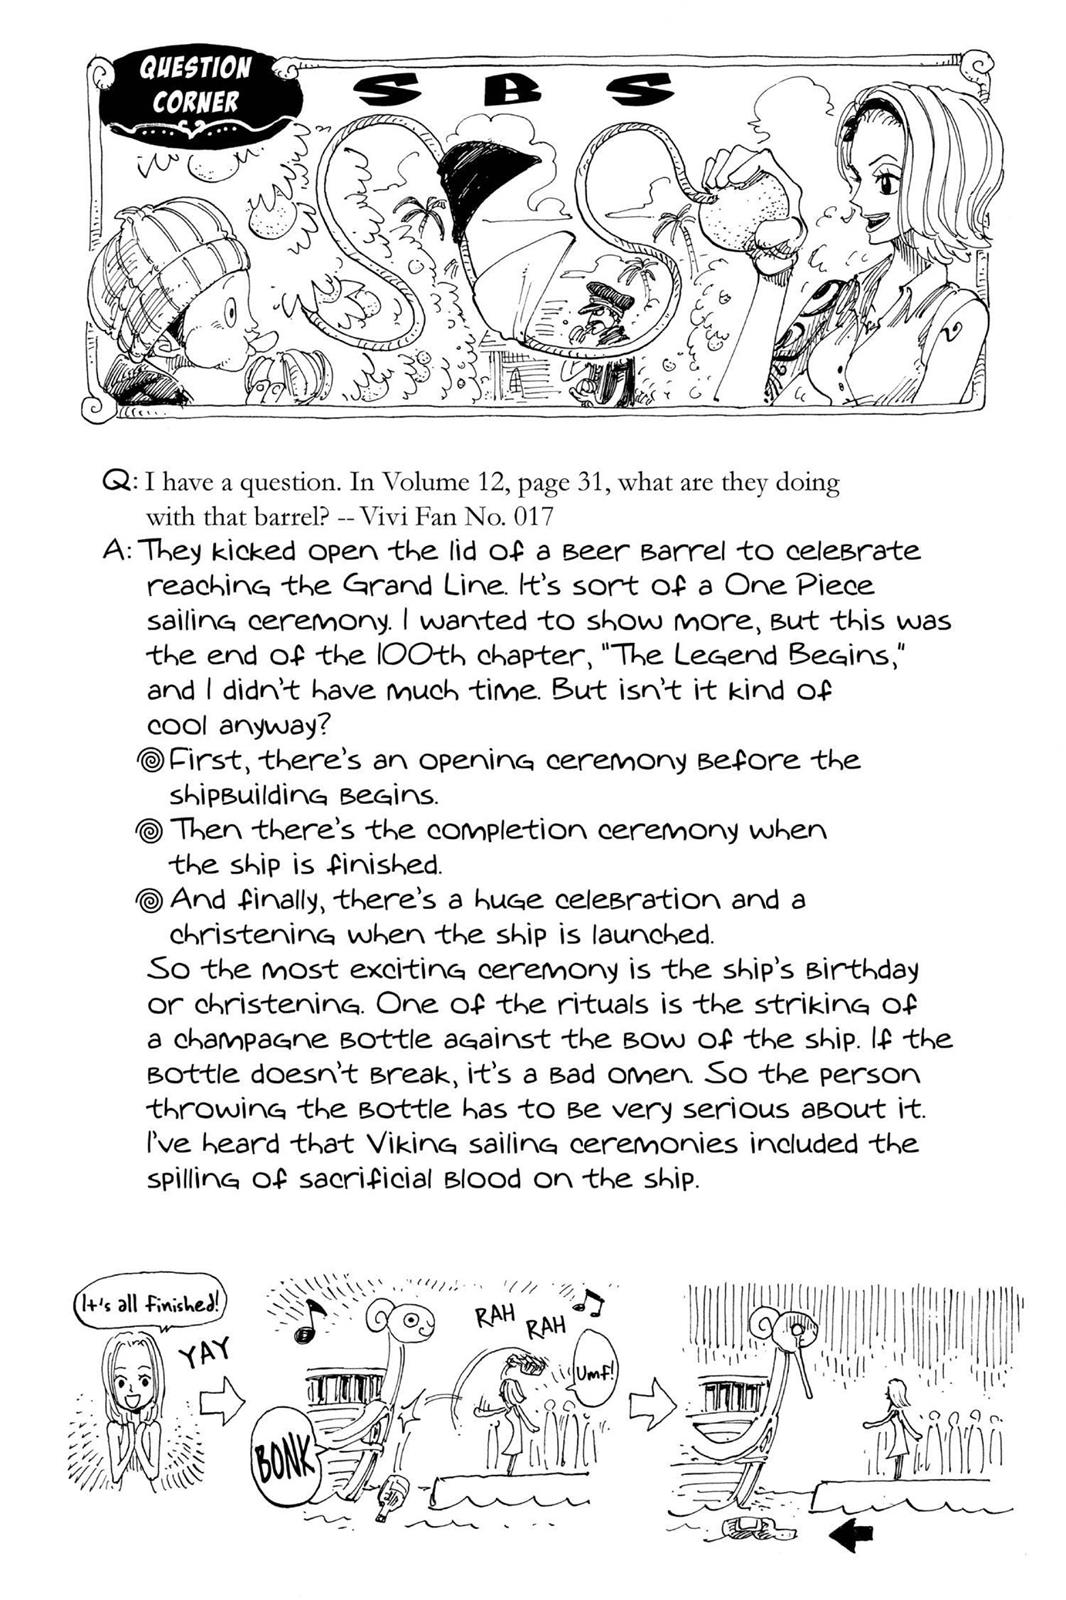 QUESTION
CORNER
SBS
Q: I have a question. In Volume 12, page 31, what are they doing
with that barrel? -- Vivi Fan No. 017
A: They kicked open the lid of a beer barrel to celebrate
reaching the Grand Line. It's sort of a One Piece
sailing ceremony. I wanted to show more, but this was
the end of the 100th chapter, "The Legend Begins,"
and I didn't have much time. But isn't it kind of
cool anyway?
First, there's an opening ceremony before the
shipbuilding begins.
Then there's the completion ceremony when
the ship is finished.
And finally, there's a huge celebration and a
christening when the ship is launched.
So the most exciting ceremony is the ship's birthday
or christening. One of the rituals is the striking of
a champagne bottle against the bow of the ship. If the
bottle doesn't break, it's a bad omen. So the person
throwing the bottle has to be very serious about it.
I've heard that Viking sailing ceremonies included the
spilling of sacrificial blood on the ship.
It's all finished!
YAY
BONK
RAH
RAH
Umf!